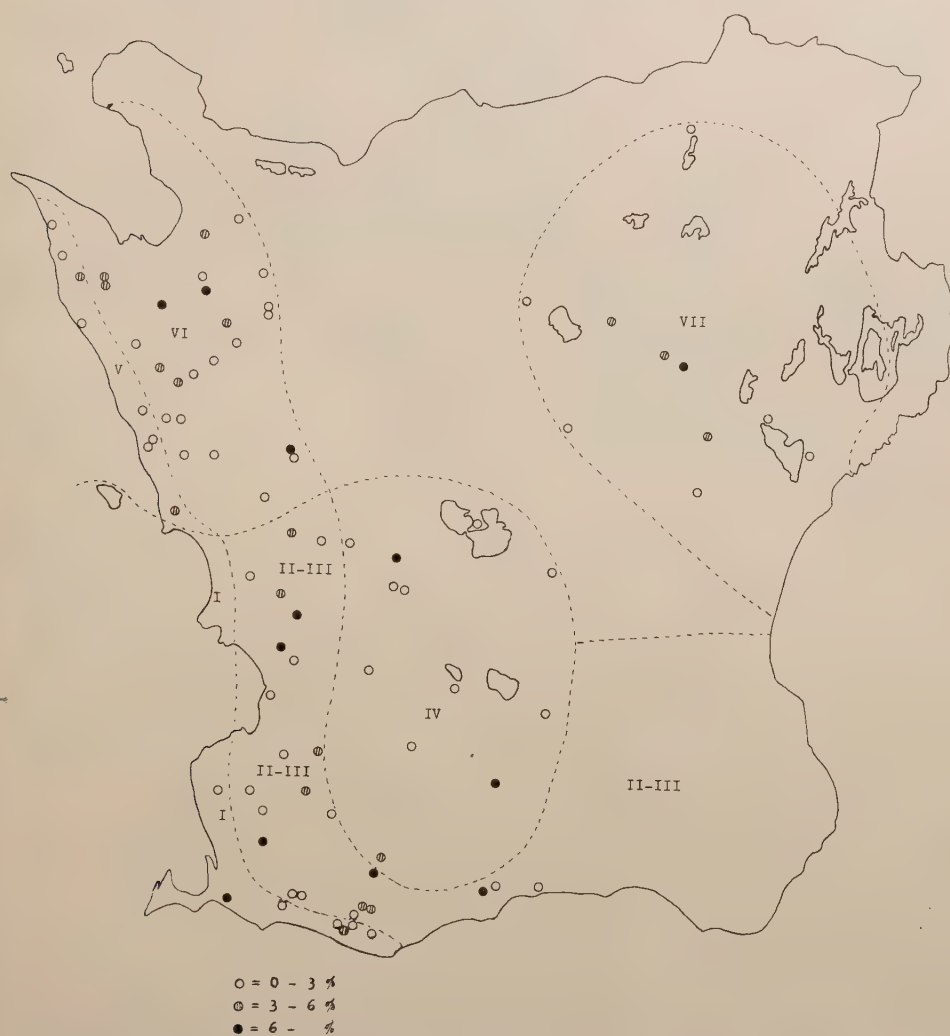 VI
VII
V
II-III
I
IV
II-III
II-III
I
○ = 0 - 3 %
◍ = 3 - 6 %
● = 6 - %